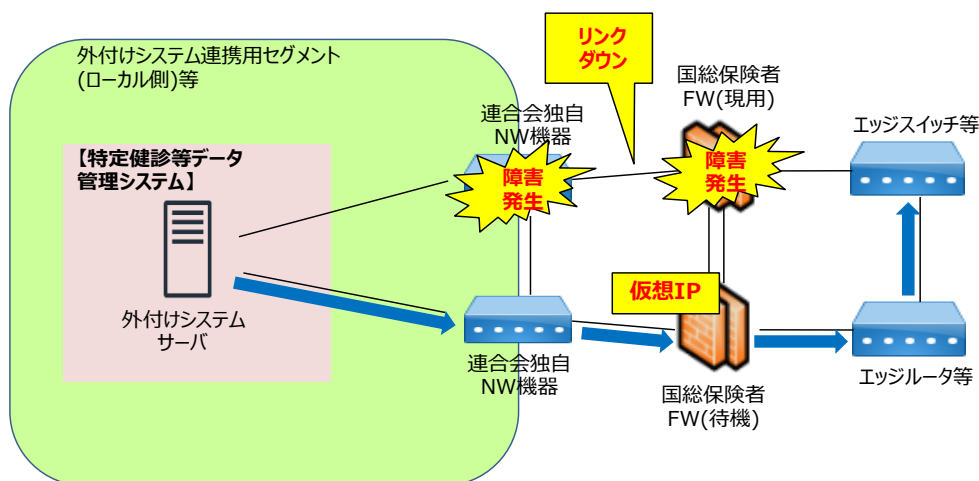 外付けシステム連携用セグメント
(ローカル側)等
リンク
ダウン
国総保険者
FW(現用)
連合会独自
NW機器
エッジスイッチ等
【特定健診等データ
管理システム】
障害
発生
障害
発生
仮想IP
外付けシステム
サーバ
連合会独自
NW機器
国総保険者
FW(待機)
エッジルータ等